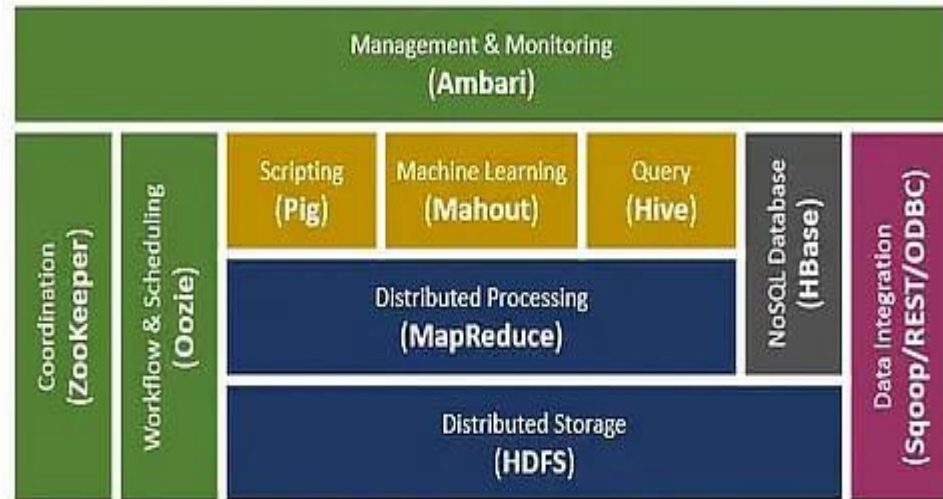 Management & Monitoring
(Ambari)
Coordination
(ZooKeeper)
Workflow & Scheduling
(Oozie)
Scripting
(Pig)
Machine Learning
(Mahout)
Query
(Hive)
NoSQL Database
(HBase)
Data Integration
(Sqoop/REST/ODBC)
Distributed Processing
(MapReduce)
Distributed Storage
(HDFS)